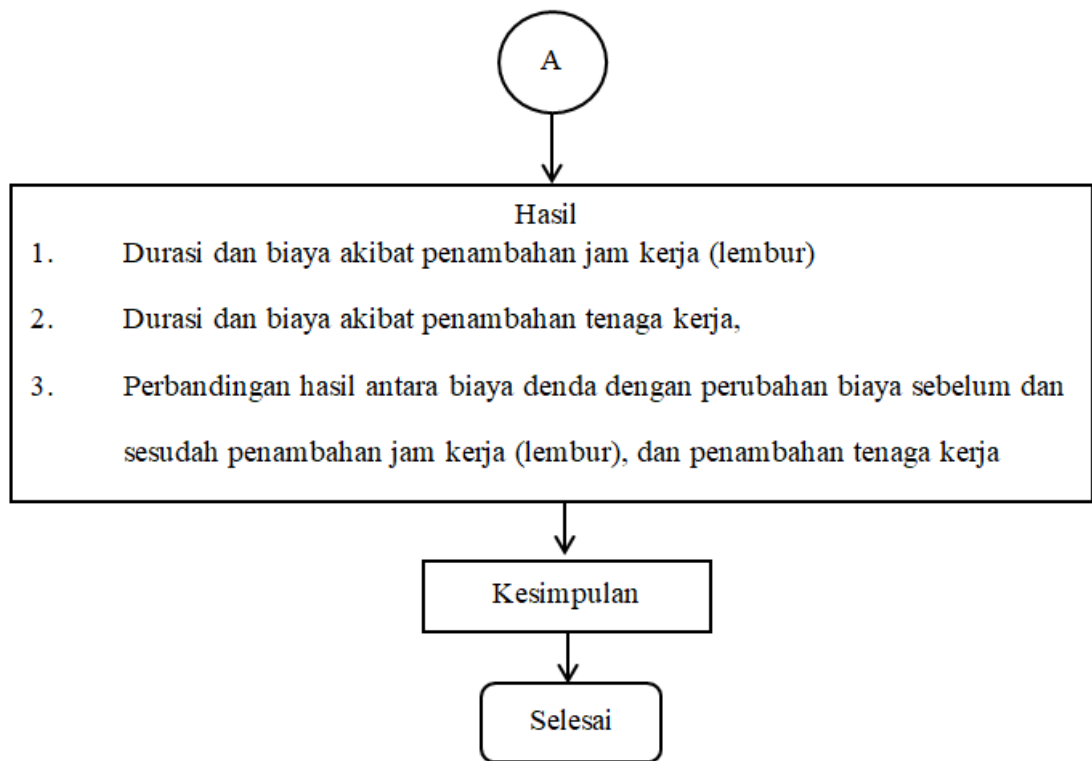 A
Hasil
1. Durasi dan biaya akibat penambahan jam kerja (lembur)
2. Durasi dan biaya akibat penambahan tenaga kerja,
3. Perbandingan hasil antara biaya denda dengan perubahan biaya sebelum dan
sesudah penambahan jam kerja (lembur), dan penambahan tenaga kerja
Kesimpulan
Selesai